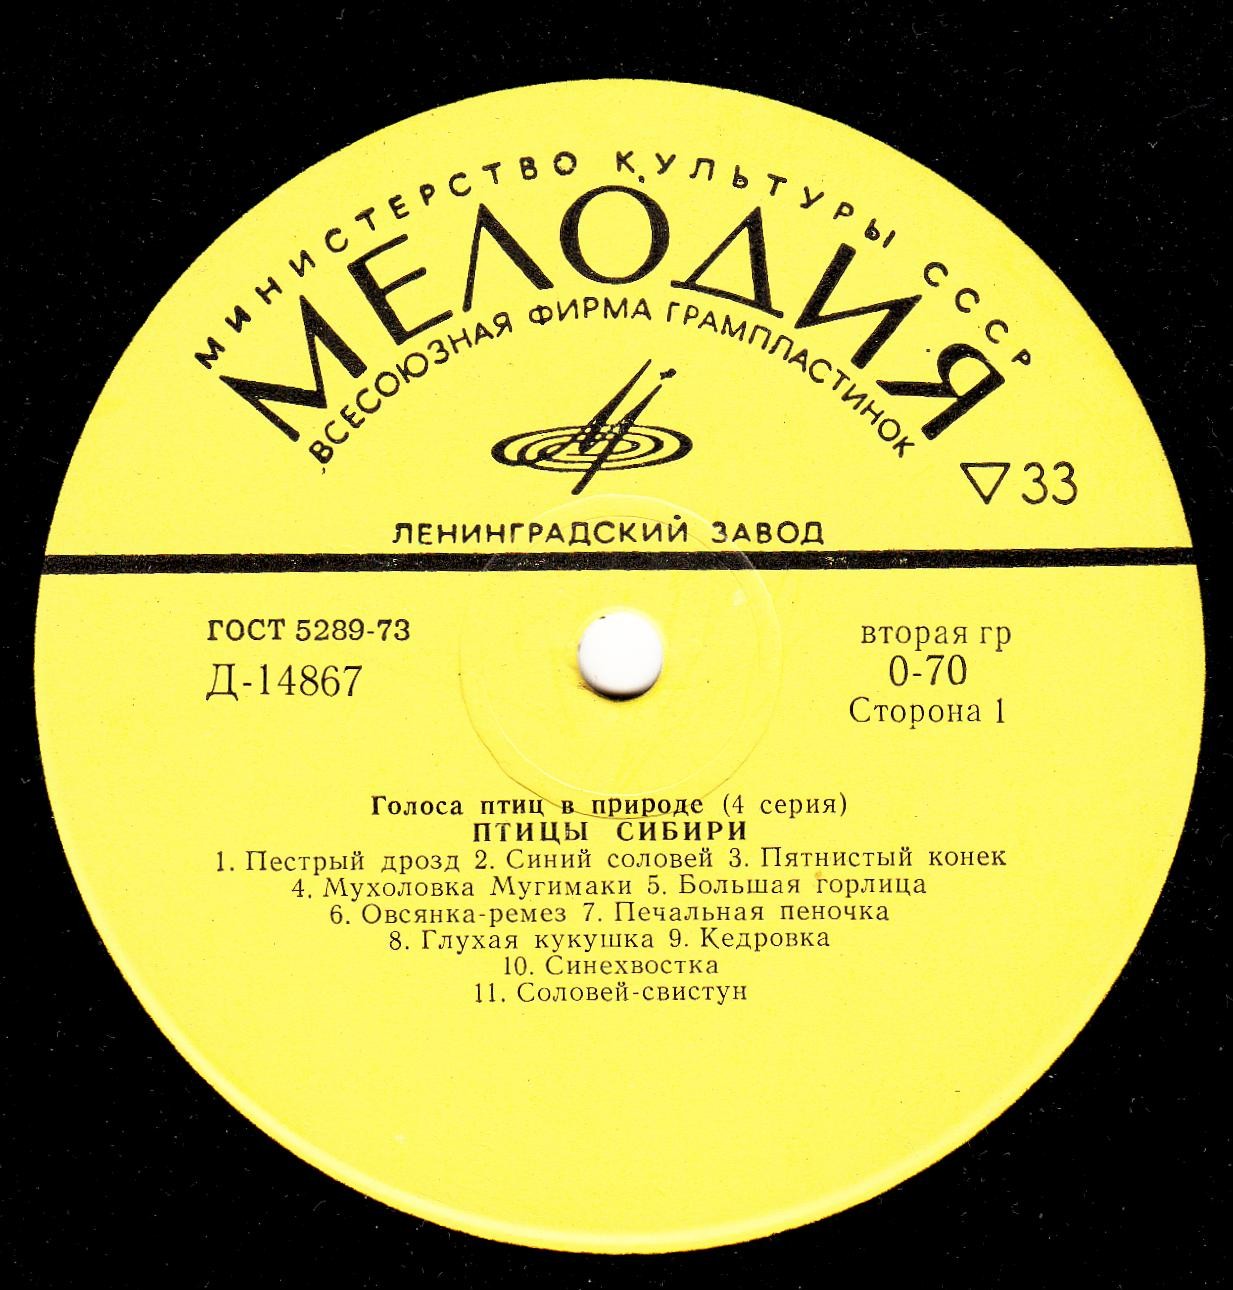 МИНИСТЕРСТВО КУЛЬТУРЫ СССР
МЕЛОДИЯ
ВСЕСОЮЗНАЯ ФИРМА ГРАМПЛАСТИНОК
▽33
ЛЕНИНГРАДСКИЙ ЗАВОД
ГОСТ 5289-73
Д-14867
вторая гр
0-70
Сторона 1
Голоса птиц в природе (4 серия)
ПТИЦЫ СИБИРИ
1. Пестрый дрозд 2. Синий соловей 3. Пятнистый конек
4. Мухоловка Мугимаки 5. Большая горлица
6. Овсянка-ремез 7. Печальная пеночка
8. Глухая кукушка 9. Кедровка
10. Синехвостка
11. Соловей-свистун